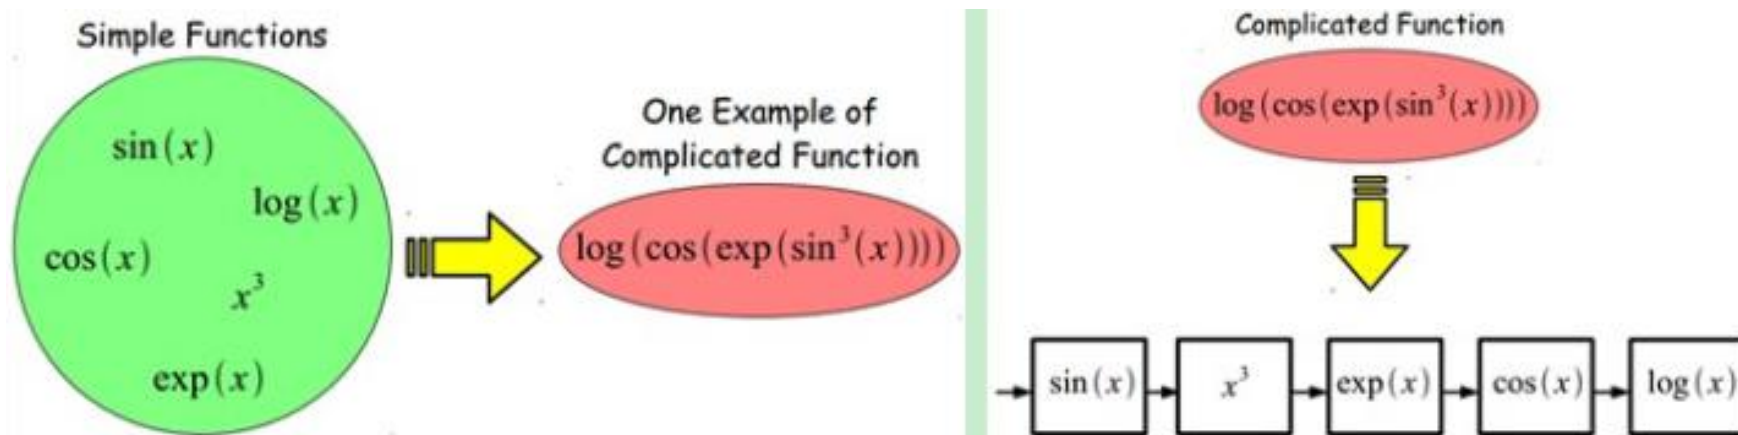 Simple Functions
sin(x)
log(x)
cos(x)
x³
exp(x)
One Example of
Complicated Function
log(cos(exp(sin³(x))))
Complicated Function
log(cos(exp(sin³(x))))
sin(x) x³ exp(x) cos(x) log(x)